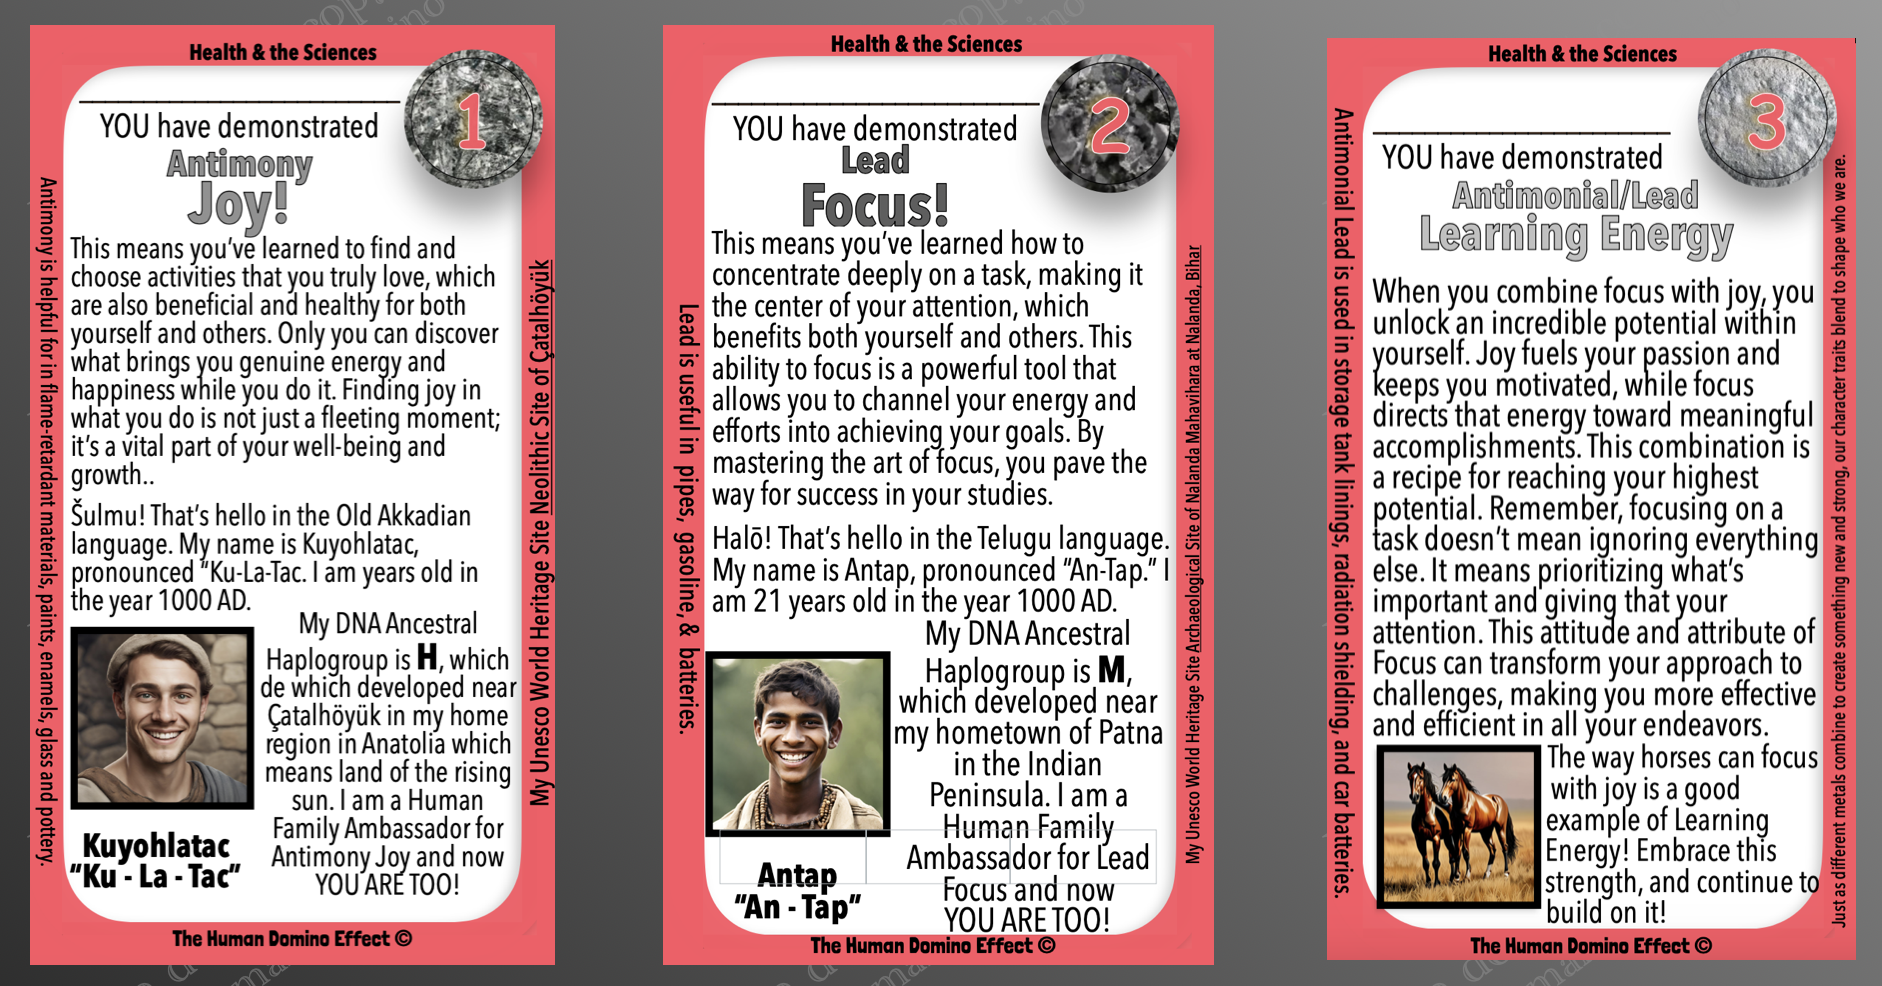 Health & the Sciences
1
YOU have demonstrated
Antimony
Joy!
This means you've learned to find and
choose activities that you truly love, which
are also beneficial and healthy for both
yourself and others. Only you can discover
what brings you genuine energy and
happiness while you do it. Finding joy in
what you do is not just a fleeting moment;
it's a vital part of your well-being and
growth..
Šulmu! That's hello in the Old Akkadian
language. My name is Kuyohlatac,
pronounced "Ku-La-Tac. I am years old in
the year 1000 AD.
My DNA Ancestral
Haplogroup is H, which
de which developed near
Çatalhöyük in my home
region in Anatolia which
means land of the rising
sun. I am a Human
Family Ambassador for
Antimony Joy and now
YOU ARE TOO!
Kuyohlatac
"Ku - La - Tac"
Antimony is helpful for in flame-retardant materials, paints, enamels, glass and pottery.
My Unesco World Heritage Site Neolithic Site of Çatalhöyük
The Human Domino Effect ©
Health & the Sciences
2
YOU have demonstrated
Lead
Focus!
This means you've learned how to
concentrate deeply on a task, making it
the center of your attention, which
benefits both yourself and others. This
ability to focus is a powerful tool that
allows you to channel your energy and
efforts into achieving your goals. By
mastering the art of focus, you pave the
way for success in your studies.
Halō! That's hello in the Telugu language.
My name is Antap, pronounced "An-Tap." I
am 21 years old in the year 1000 AD.
My DNA Ancestral
Haplogroup is M,
which developed near
my hometown of Patna
in the Indian
Peninsula. I am a
Human Family
Ambassador for Lead
Focus and now
YOU ARE TOO!
Antap
"An - Tap"
Lead is useful in pipes, gasoline, & batteries.
My Unesco World Heritage Site Archaeological Site of Nalanda Mahavihara at Nalanda, Bihar
The Human Domino Effect ©
Health & the Sciences
3
YOU have demonstrated
Antimonial/Lead
Learning Energy
When you combine focus with joy, you
unlock an incredible potential within
yourself. Joy fuels your passion and
keeps you motivated, while focus
directs that energy toward meaningful
accomplishments. This combination is
a recipe for reaching your highest
potential. Remember, focusing on a
task doesn't mean ignoring everything
else. It means prioritizing what's
important and giving that your
attention. This attitude and attribute of
Focus can transform your approach to
challenges, making you more effective
and efficient in all your endeavors.
The way horses can focus
with joy is a good
example of Learning
Energy! Embrace this
strength, and continue to
build on it!
Antimonial Lead is used in storage tank linings, radiation shielding, and car batteries.
Just as different metals combine to create something new and strong, our character traits blend to shape who we are.
The Human Domino Effect ©